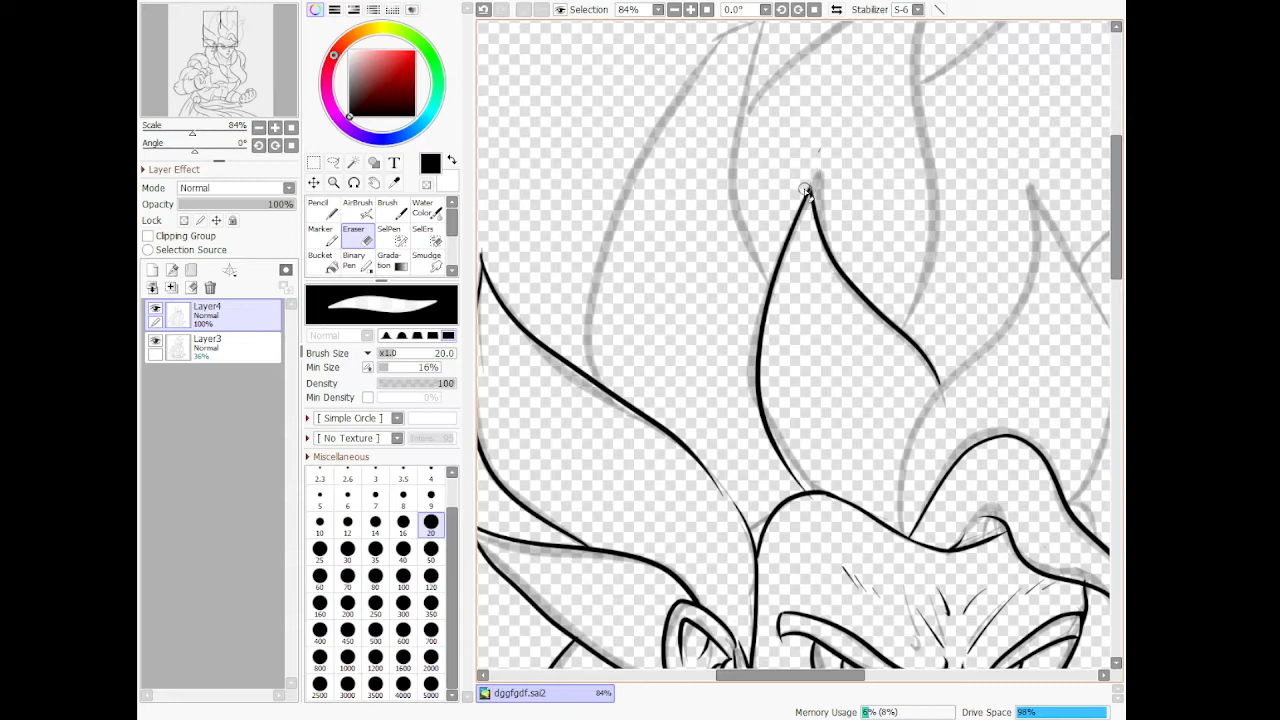 Selection 84% 0.0° Stabilizer S-6
Scale 84%
Angle 0°
Layer Effect
Mode Normal
Opacity 100%
Lock
Clipping Group
Selection Source
Layer4
Normal
100%
Layer3
Normal
36%
T
Pencil AirBrush Brush Water Color
Marker Eraser SelPen SelErs
Bucket Binary Pen Grada-tion Smudge
Normal
Brush Size x1.0 20.0
Min Size 16%
Density 100
Min Density 0%
[ Simple Circle ]
[ No Texture ]
Miscellaneous
2.3 2.6 3 3.5 4
5 6 7 8 9
10 12 14 16 20
25 30 35 40 50
60 70 80 100 120
160 200 250 300 350
400 450 500 600 700
800 1000 1200 1600 2000
2500 3000 3500 4000 5000
dggfgdf.sai2 84%
Memory Usage 6% (8%) Drive Space 98%